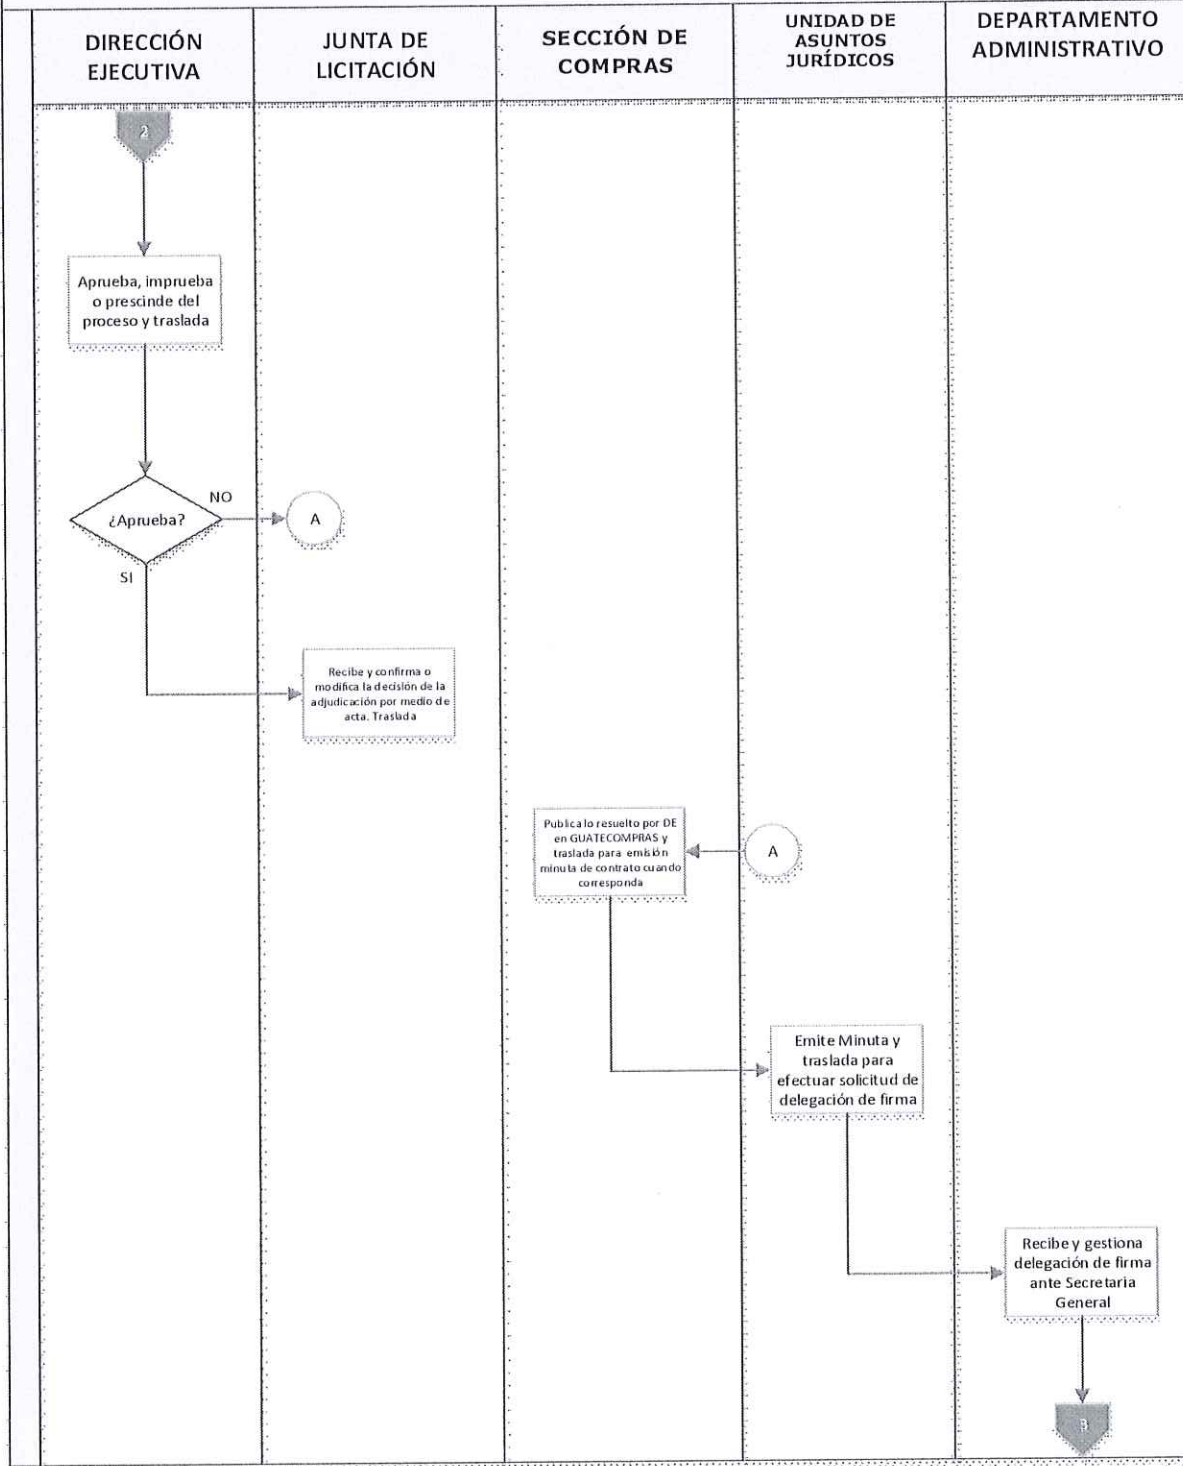 DIRECCIÓN
EJECUTIVA
JUNTA DE
LICITACIÓN
SECCIÓN DE
COMPRAS
UNIDAD DE
ASUNTOS
JURÍDICOS
DEPARTAMENTO
ADMINISTRATIVO
2
Aprueba, imprueba
o prescinde del
proceso y traslada
¿Aprueba?
NO
A
SI
Recibe y confirma o
modifica la decisión de la
adjudicación por medio de
acta. Traslada
Publica lo resuelto por DE
en GUATECOMPRAS y
traslada para emisión
minuta de contrato cuando
corresponda
A
Emite Minuta y
traslada para
efectuar solicitud de
delegación de firma
Recibe y gestiona
delegación de firma
ante Secretaria
General